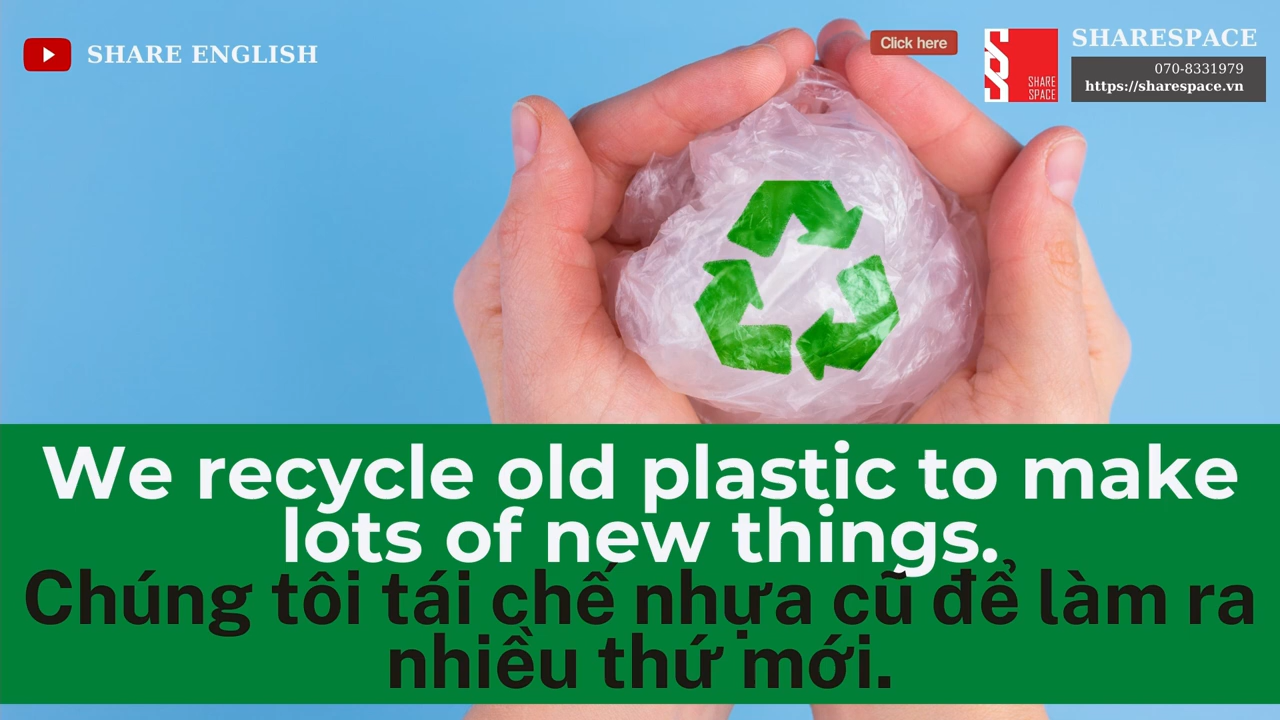 SHARE ENGLISH
Click here
SHARE
SPACE
SHARESPACE
070-8331979
https://sharespace.vn
We recycle old plastic to make
lots of new things.
Chúng tôi tái chế nhựa cũ để làm ra
nhiều thứ mới.